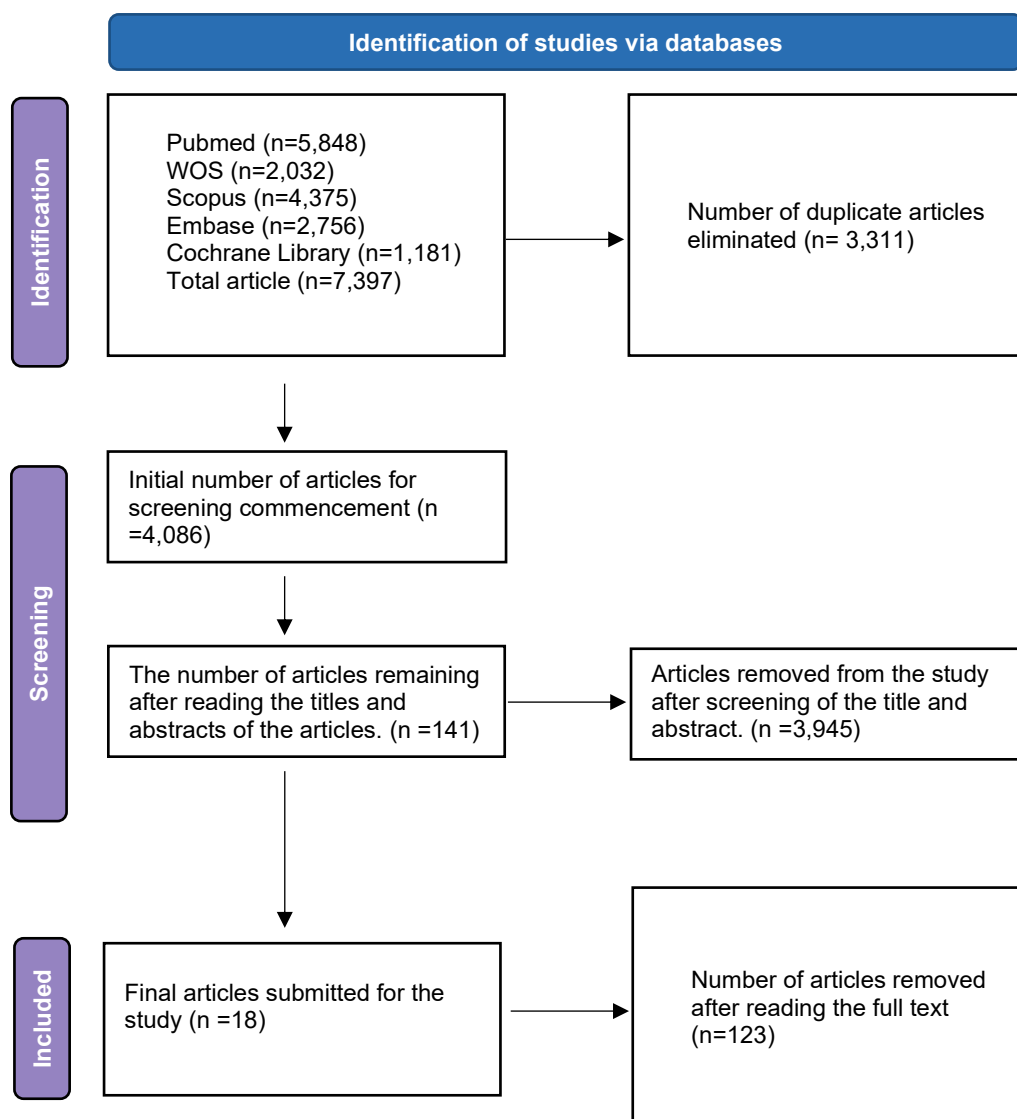 Identification of studies via databases
Identification
Pubmed (n=5,848)
WOS (n=2,032)
Scopus (n=4,375)
Embase (n=2,756)
Cochrane Library (n=1,181)
Total article (n=7,397)
Number of duplicate articles
eliminated (n= 3,311)
Screening
Initial number of articles for
screening commencement (n
=4,086)
The number of articles remaining
after reading the titles and
abstracts of the articles. (n =141)
Articles removed from the study
after screening of the title and
abstract. (n =3,945)
Included
Final articles submitted for the
study (n =18)
Number of articles removed
after reading the full text
(n=123)